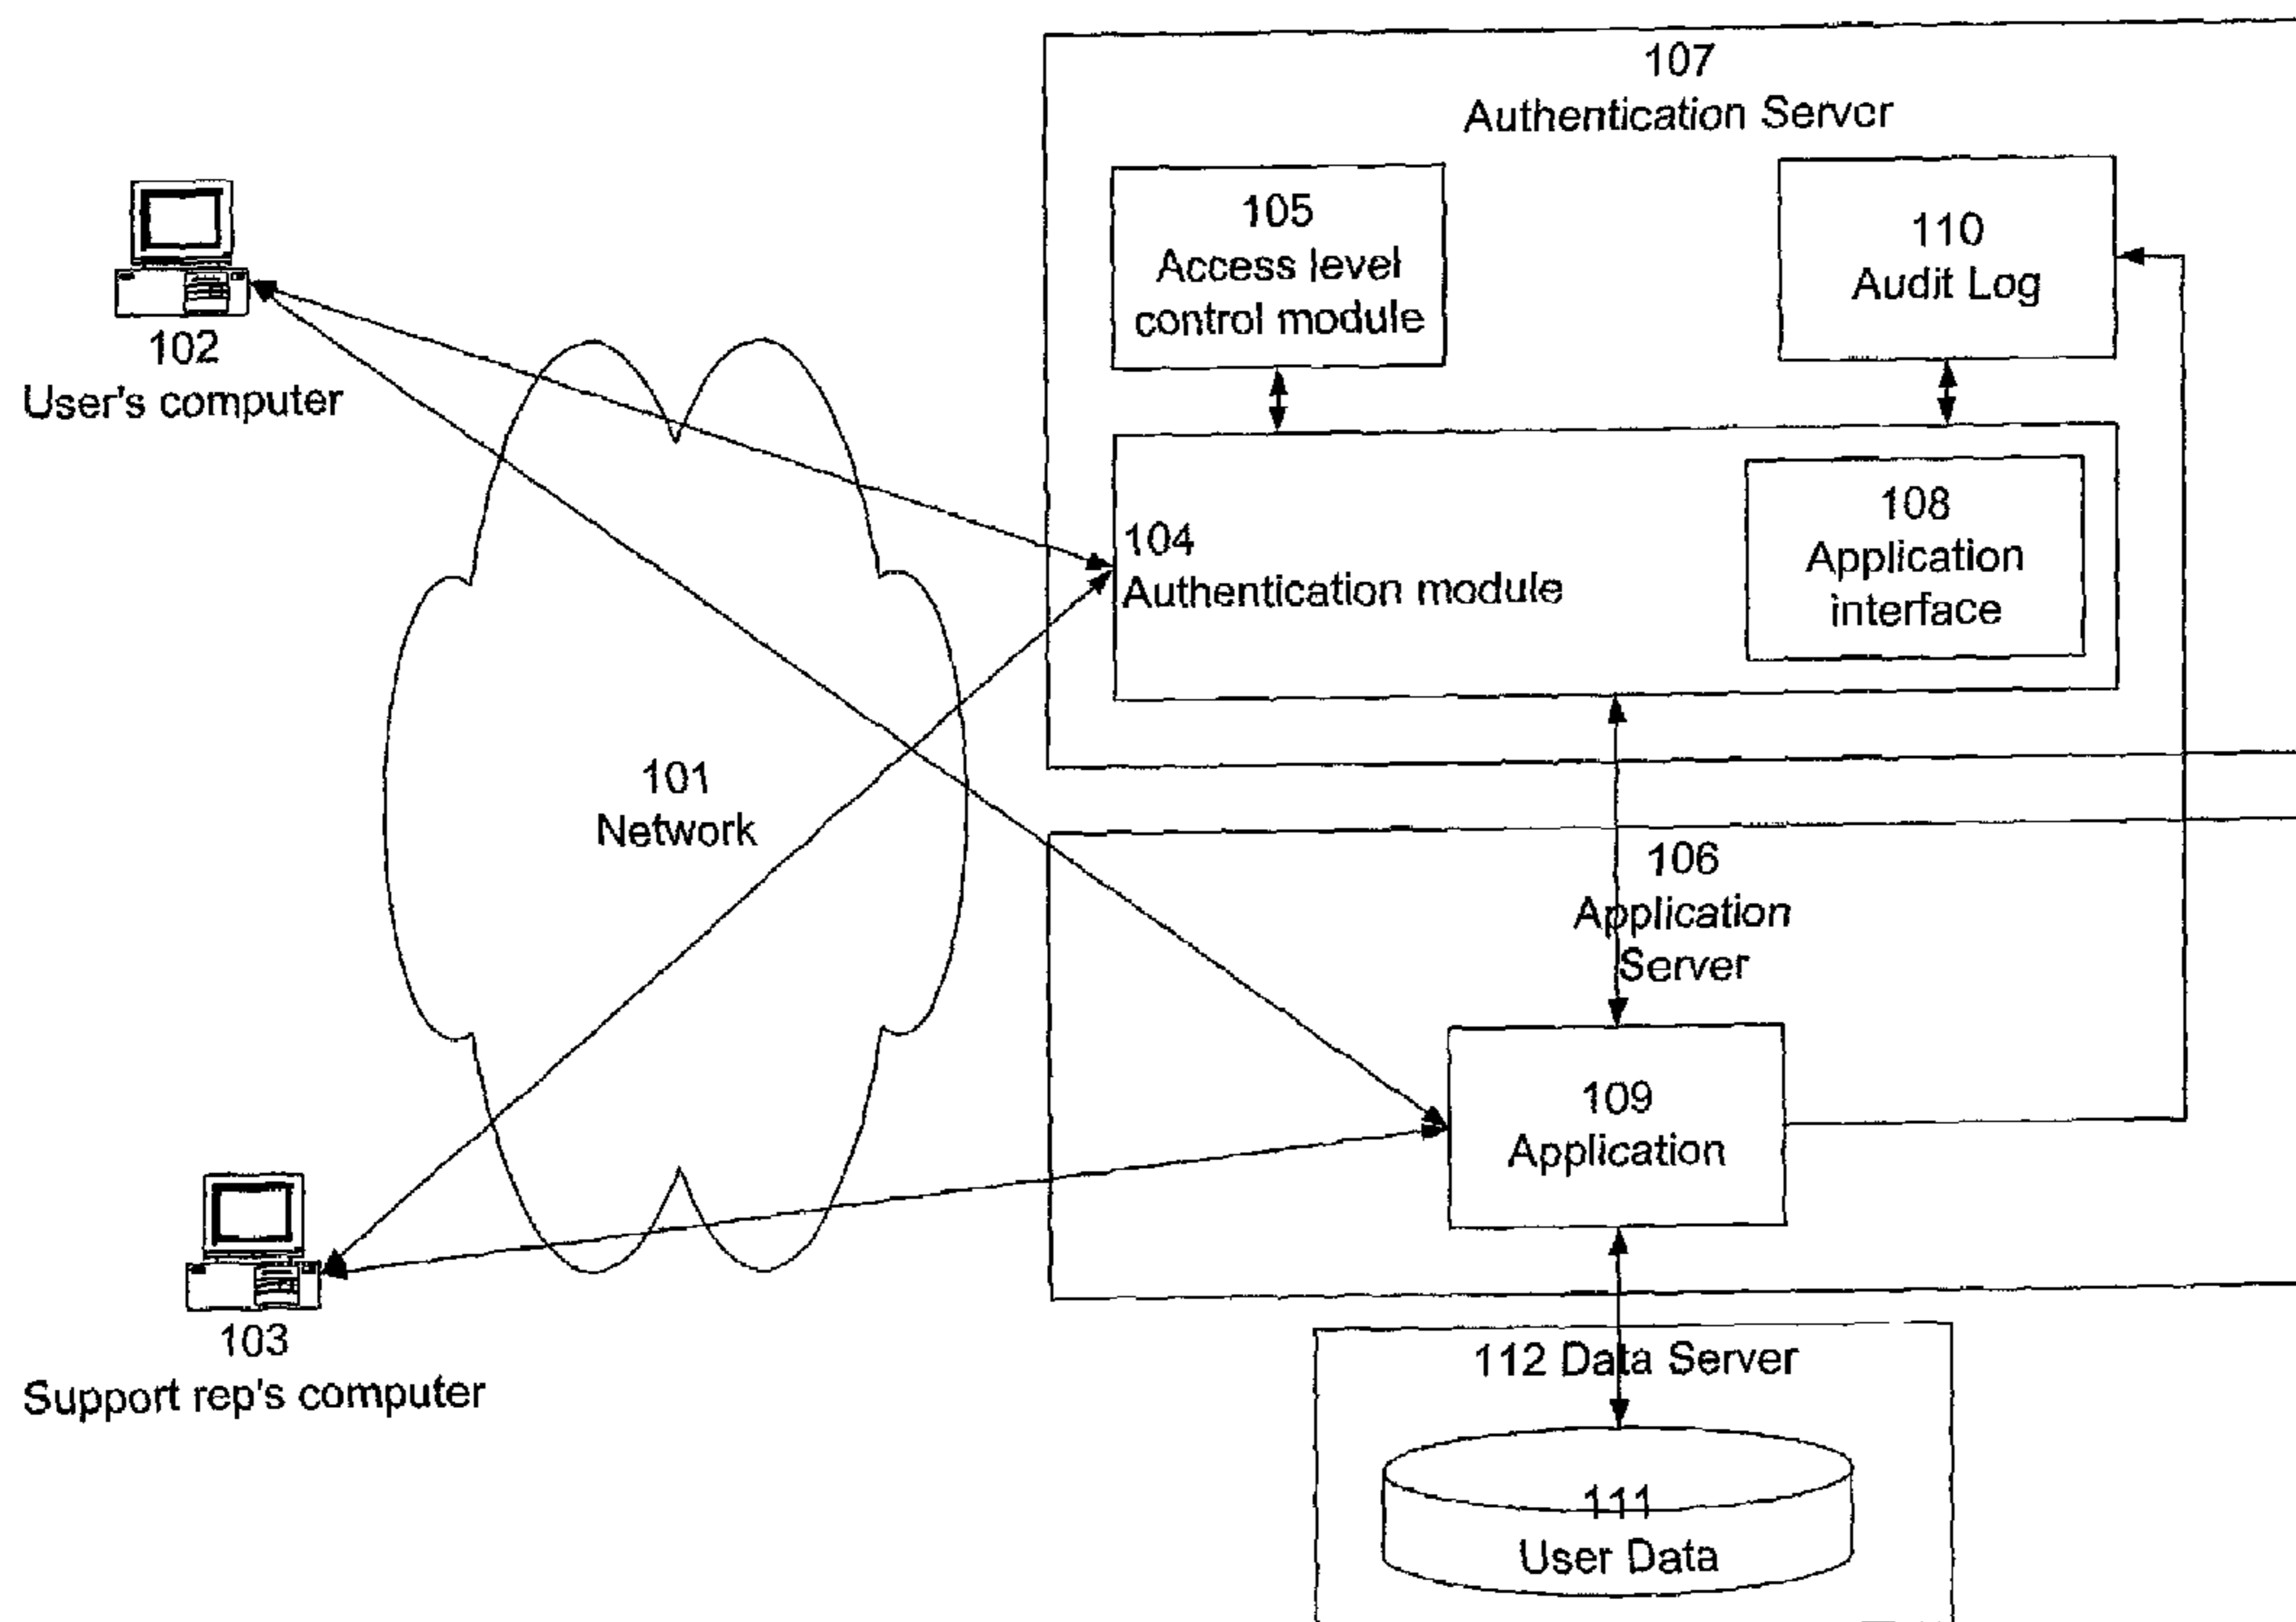 107
Authentication Server
105
Access level
control module
110
Audit Log
102
User's computer
104
Authentication module
108
Application
interface
101
Network
106
Application
Server
109
Application
103
Support rep's computer
112 Data Server
111
User Data